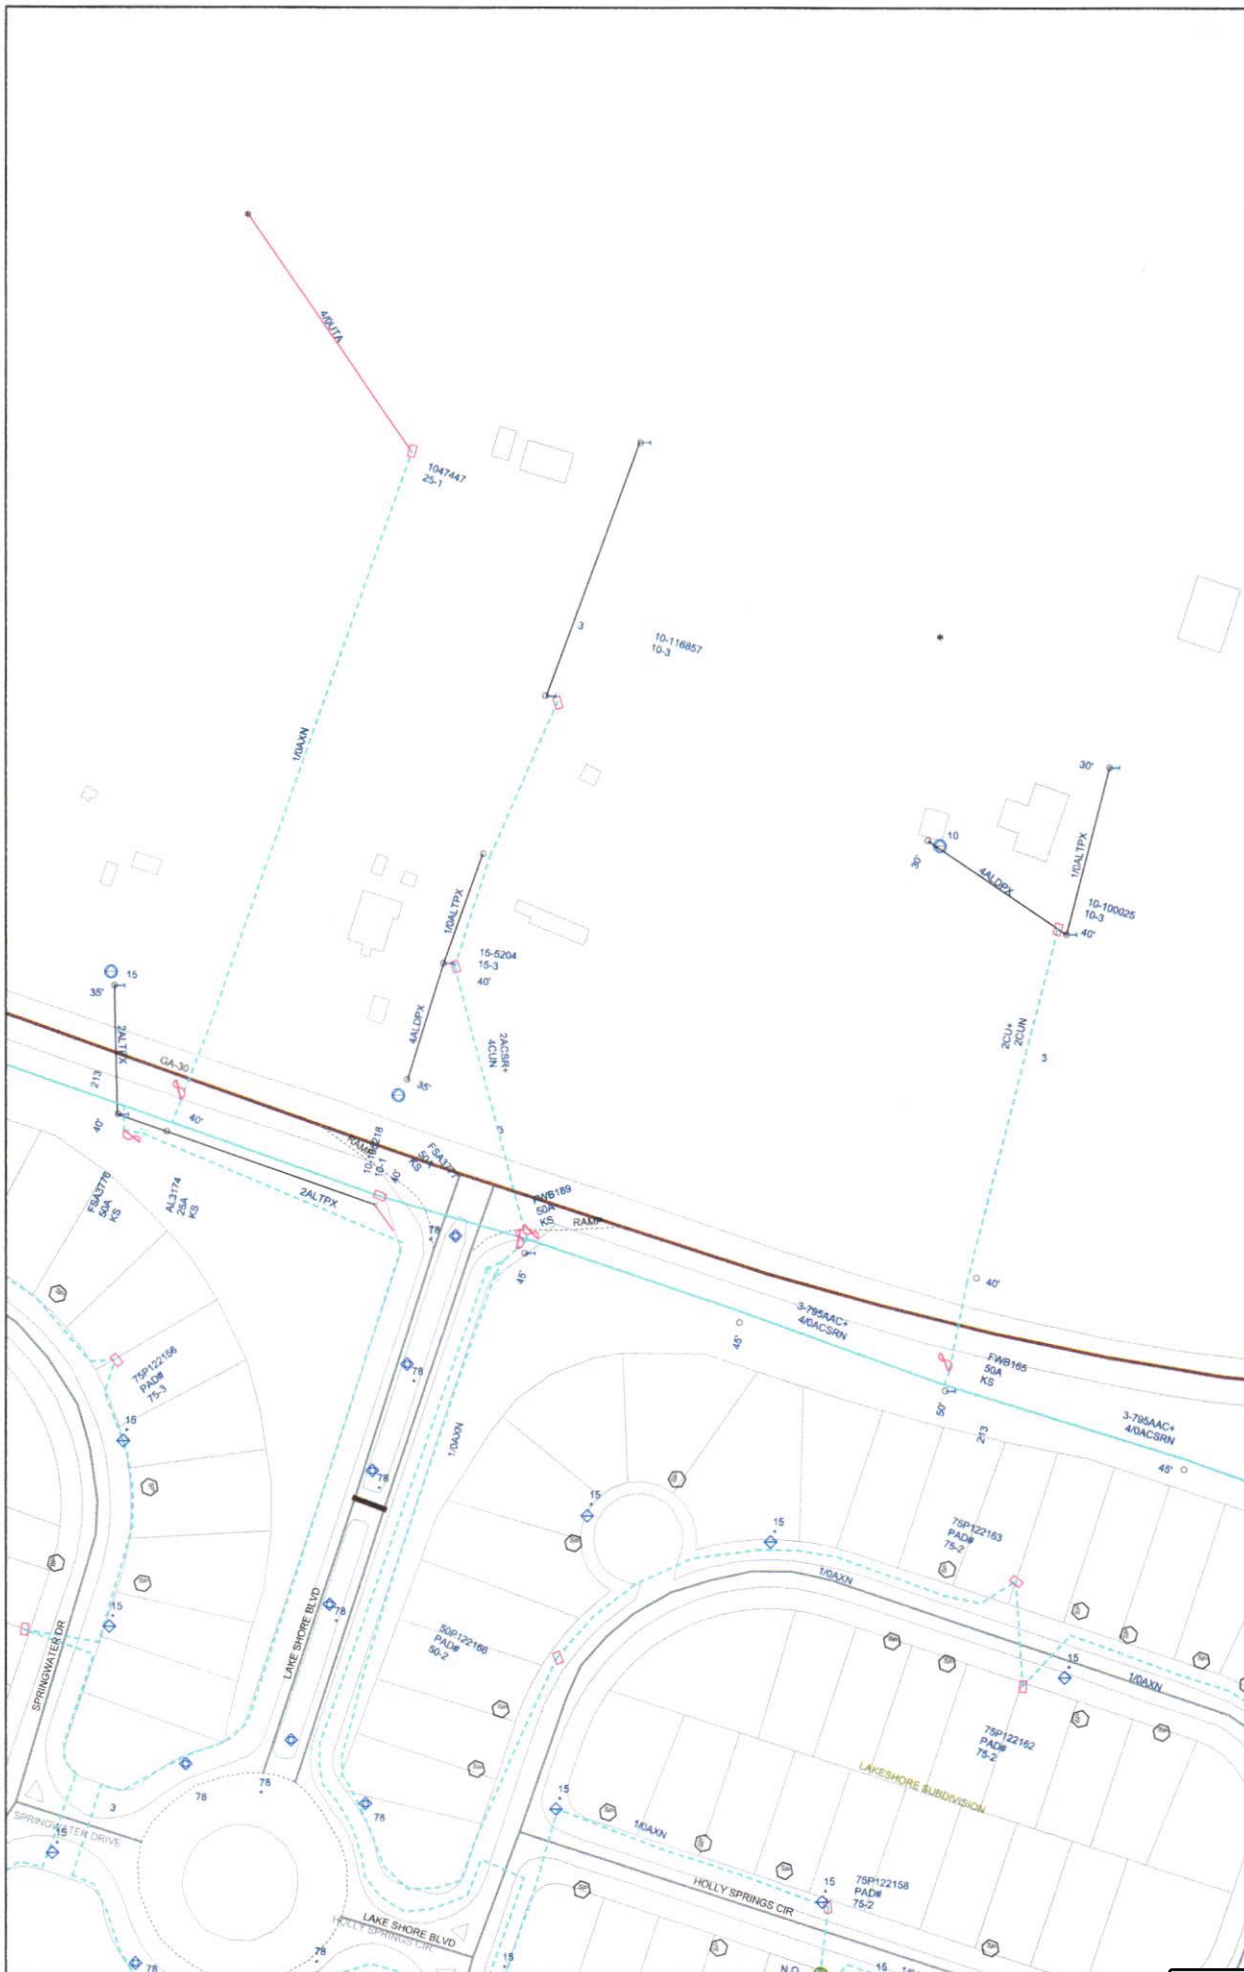 4/0UTA
1047447
25-1
1/0AXN
3
10-116857
10-3
30'
10
30'
4ALDPX
1/0ALTPX
10-100025
10-3
40'
1/0ALTPX
15-5204
15-3
40'
15
35'
2ALTPX
4ALDPX
35'
2ACSR+
4CUN
2CU+
2CUN
3
213
GA-30
40'
40'
RAMP
10-1
40'
50A
KS
FSA3776
50A
KS
AL3174
25A
KS
2ALTPX
FWB189
50A
KS
RAMP
78
45'
40'
3-795AAC+
4/0ACSRN
45'
FWB165
50A
KS
50'
213
3-795AAC+
4/0ACSRN
45'
75P122156
PAD#
75-3
78
15
1/0AXN
78
15
15
75P122163
PAD#
75-2
1/0AXN
15
LAKE SHORE BLVD
78
SPRINGWATER DR
50P122166
PAD#
50-2
15
1/0AXN
75P122162
PAD#
75-2
LAKESHORE SUBDIVISION
3
78
78
78
SPRINGWATER DRIVE
15
15
1/0AXN
15
75P122158
PAD#
75-2
HOLLY SPRINGS CIR
LAKE SHORE BLVD
HOLLY SPRINGS CIR
78
78
15
N.O.
15